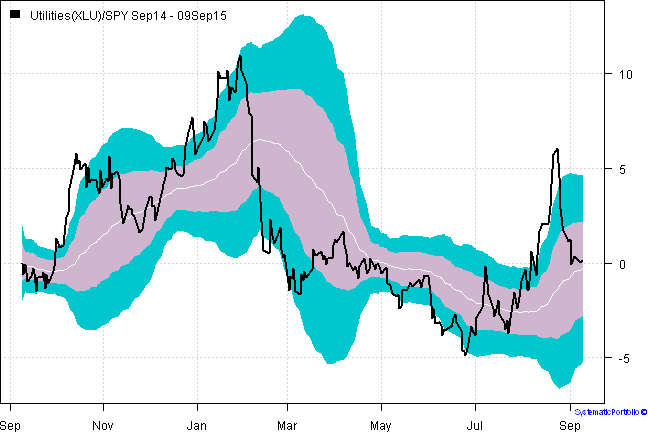 Utilities(XLU)/SPY Sep14 - 09Sep15
10
5
0
-5
Sep Nov Jan Mar May Jul Sep
SystematicPortfolio ©